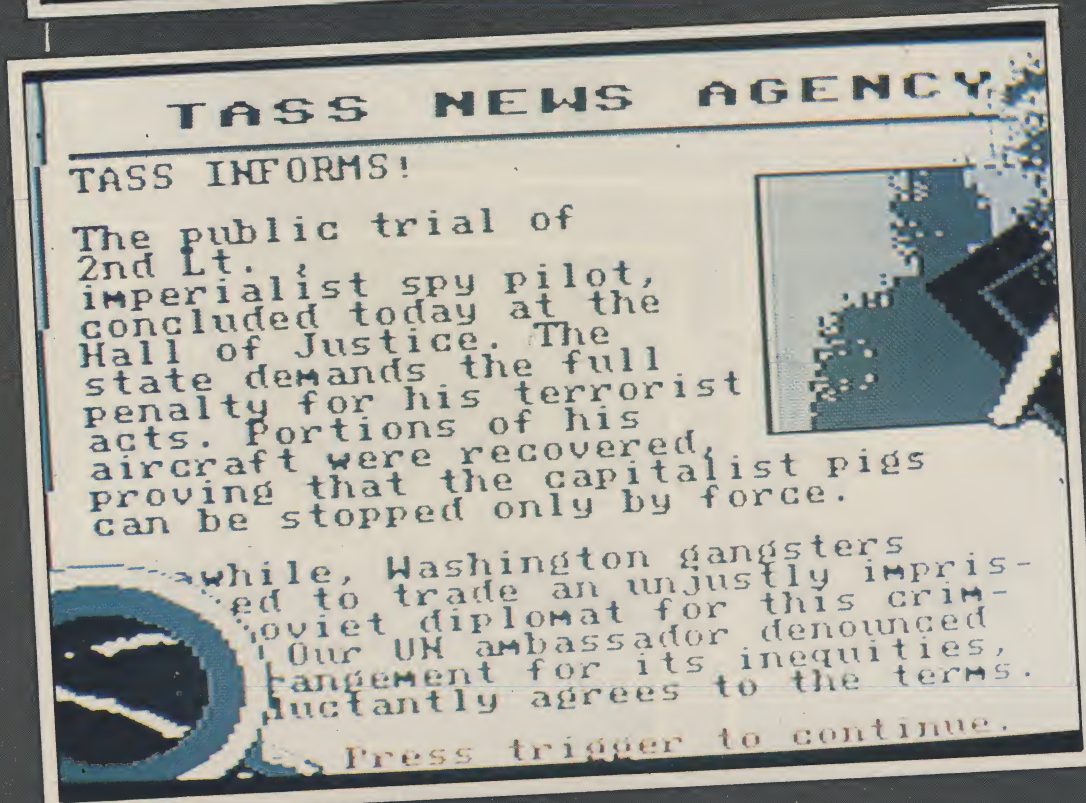 TASS NEWS AGENCY
TASS INFORMS!
The public trial of
2nd Lt. ,
imperialist spy pilot,
concluded today at the
Hall of Justice. The
state demands the full
penalty for his terrorist
acts. Portions of his
aircraft were recovered,
proving that the capitalist pigs
can be stopped only by force.
awhile, Washington gangsters
ed to trade an unjustly impris-
oviet diplomat for this crim-
Our UN ambassador denounced
angement for its inequities,
luctantly agrees to the terms.
Press trigger to continue.